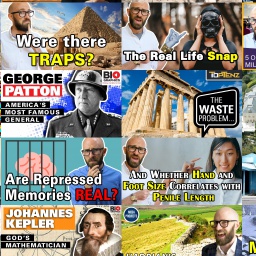 Were there
TRAPS?
The Real Life Snap
GEORGE
PATTON
BIO
AMERICA'S
MOST FAMOUS
GENERAL
TOPTENZ
THE
WASTE
PROBLEM...
Are Repressed
Memories REAL?
And Whether Hand and
Foot Size Correlates with
Penile Length
JOHANNES
KEPLER
GOD'S
MATHEMATICIAN
BIO